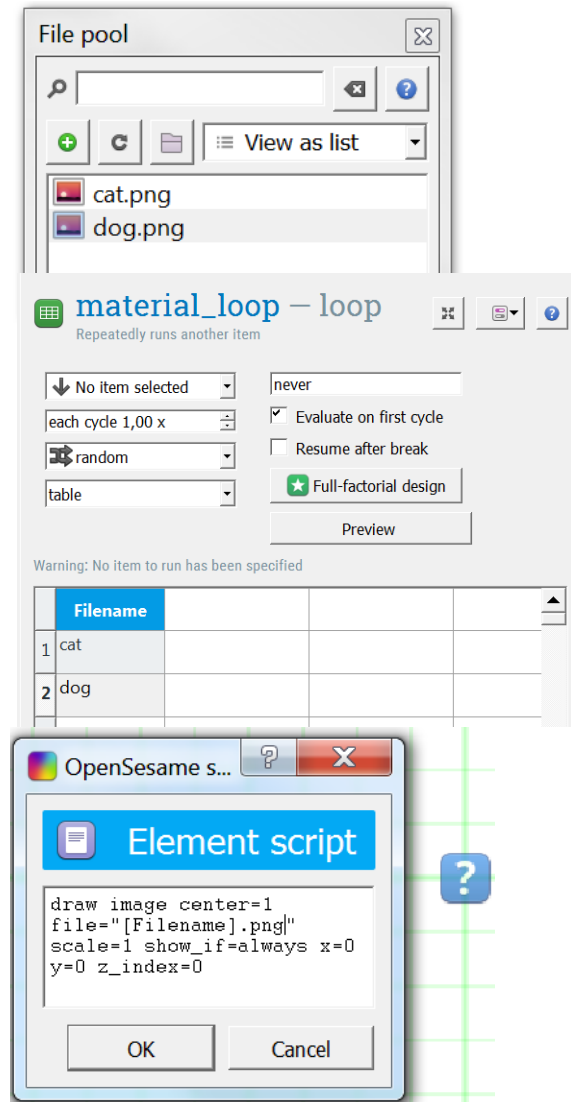 File pool
View as list
cat.png
dog.png
material_loop — loop
Repeatedly runs another item
No item selected
never
each cycle 1,00 x
Evaluate on first cycle
random
Resume after break
table
Full-factorial design
Preview
Warning: No item to run has been specified
Filename
1 cat
2 dog
OpenSesame s...
Element script
draw image center=1
file="[Filename].png"
scale=1 show_if=always x=0
y=0 z_index=0
OK Cancel